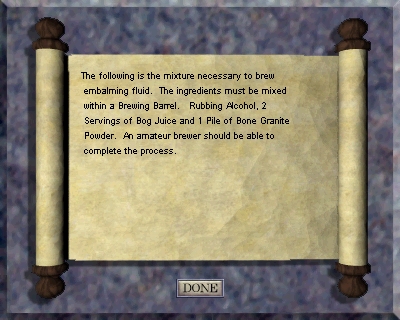 The following is the mixture necessary to brew
embalming fluid. The ingredients must be mixed
within a Brewing Barrel. Rubbing Alcohol, 2
Servings of Bog Juice and 1 Pile of Bone Granite
Powder. An amateur brewer should be able to
complete the process.
DONE